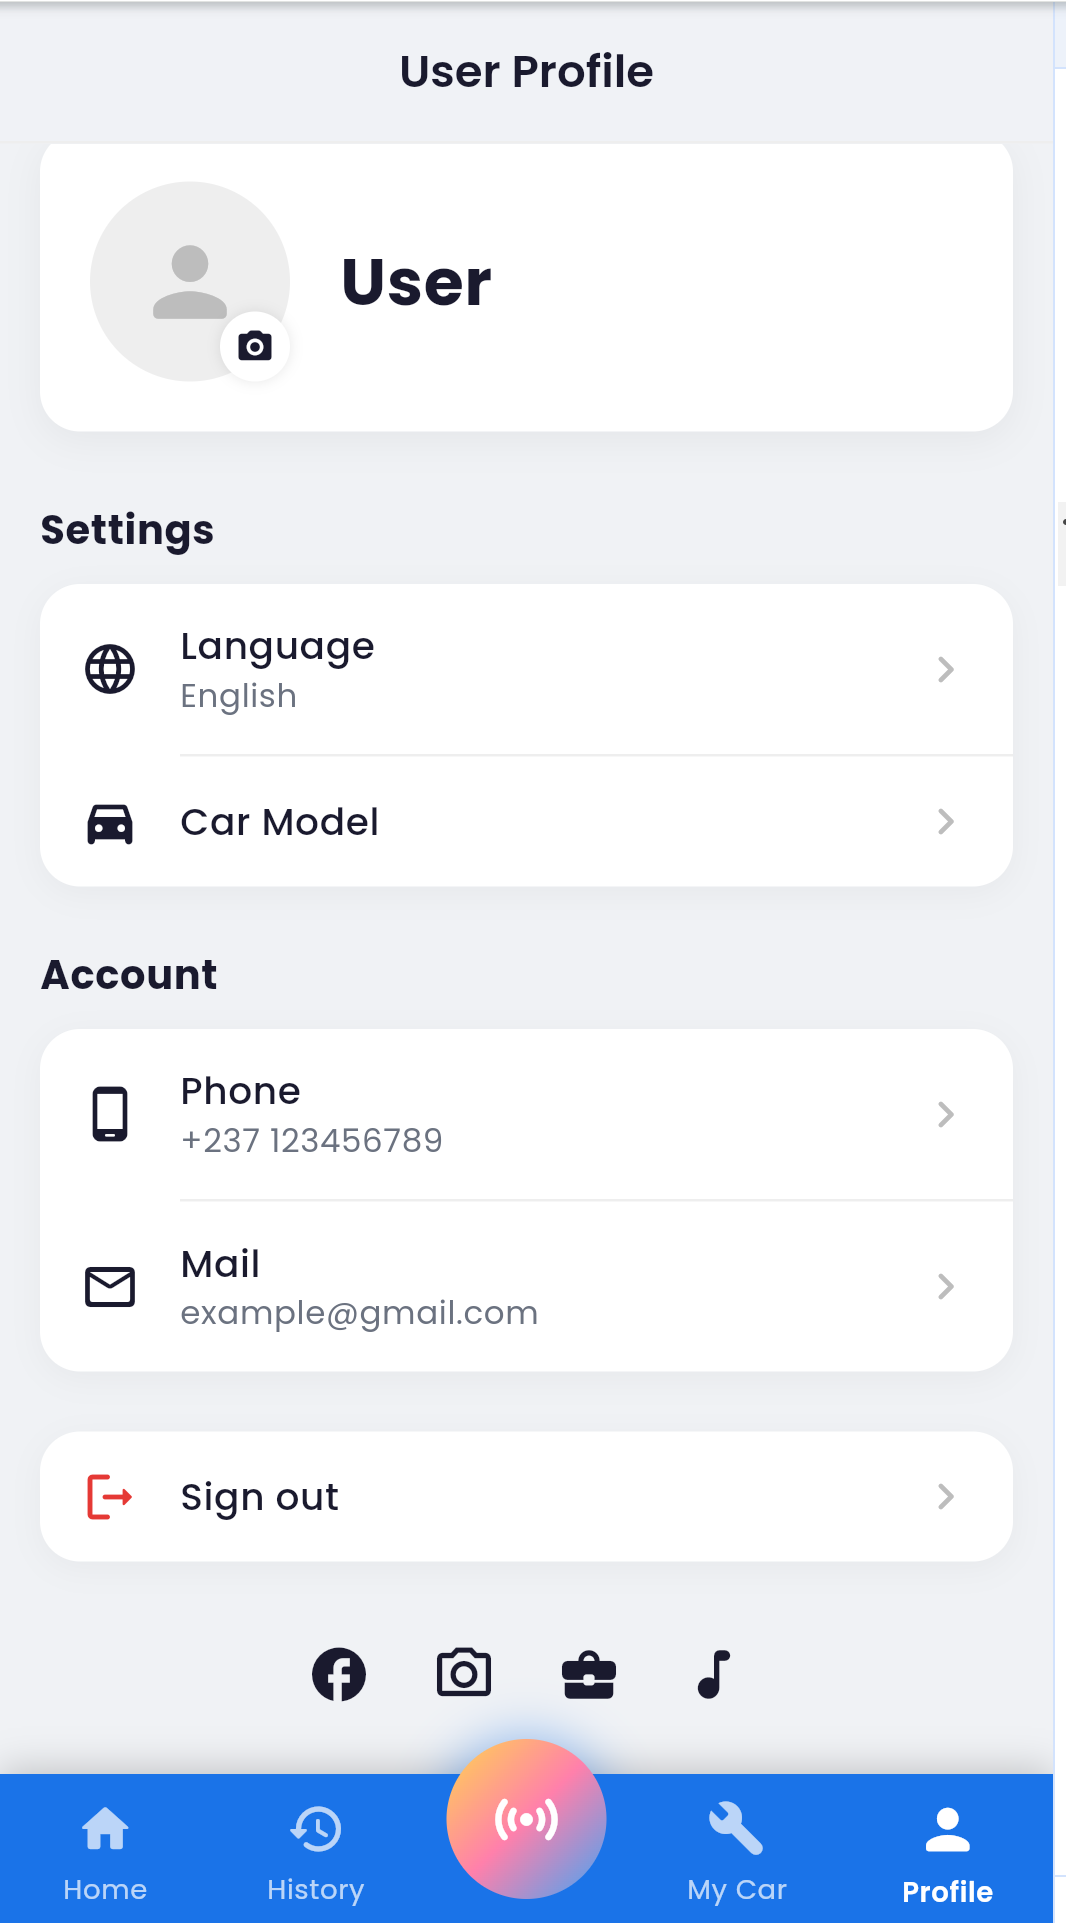 User Profile
User
Settings
Language
English
Car Model
Account
Phone
+237 123456789
Mail
example@gmail.com
Sign out
Home
History
My Car
Profile